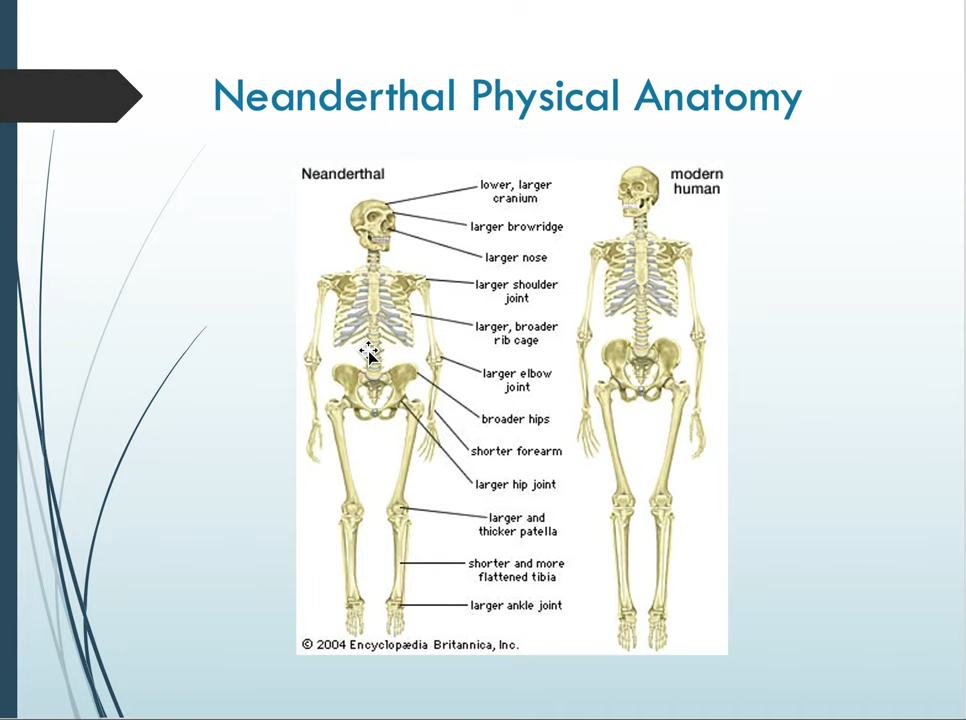 Neanderthal Physical Anatomy
Neanderthal
modern
human
lower, larger
cranium
larger browridge
larger nose
larger shoulder
joint
larger, broader
rib cage
larger elbow
joint
broader hips
shorter forearm
larger hip joint
larger and
thicker patella
shorter and more
flattened tibia
larger ankle joint
© 2004 Encyclopædia Britannica, Inc.